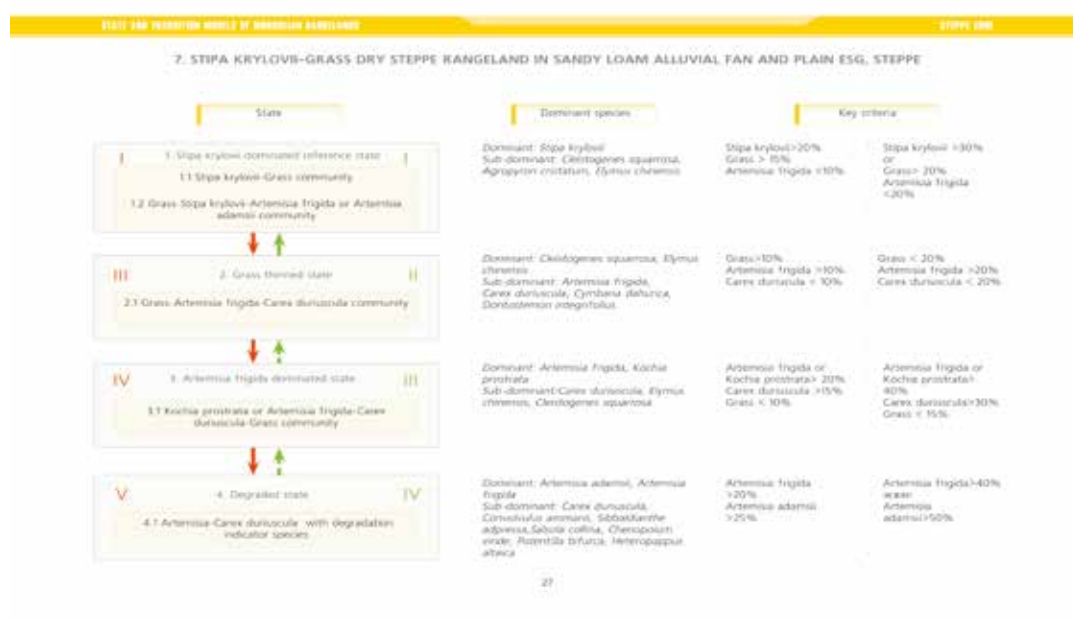 STATE AND TRANSITION MODELS OF MONGOLIAN RANGELANDS
STEPPE ZONE
7. STIPA KRYLOVII-GRASS DRY STEPPE RANGELAND IN SANDY LOAM ALLUVIAL FAN AND PLAIN ESG, STEPPE
State
Dominant species
Key criteria
I
1. Stipa krylovii dominated reference state
I
1.1 Stipa krylovii-Grass community
1.2 Grass-Stipa krylovii-Artemisia frigida or Artemisia
adamsii community
Dominant: Stipa krylovii
Sub-dominant: Cleistogenes squarrosa,
Agropyron cristatum, Elymus chinensis
Stipa krylovii>20%
Grass > 15%
Artemisia frigida <10%
Stipa krylovii >30%
or
Grass> 20%
Artemisia frigida
<20%
III
2. Grass thinned state
II
2.1 Grass-Artemisia frigida-Carex duriuscula community
Dominant: Cleistogenes squarrosa, Elymus
chinensis
Sub-dominant: Artemisia frigida,
Carex duriuscula, Cymbaria dahurica,
Dontostemon integrifolius
Grass>10%
Artemisia frigida >10%
Carex duriuscula < 10%
Grass < 20%
Artemisia frigida >20%
Carex duriuscula < 20%
IV
3. Artemisia frigida dominated state
III
3.1 Kochia prostrata or Artemisia frigida-Carex
duriuscula-Grass community
Dominant: Artemisia frigida, Kochia
prostrata
Sub-dominant:Carex duriuscula, Elymus
chinensis, Cleistogenes squarrosa
Artemisia frigida or
Kochia prostrata> 20%
Carex duriuscula >15%
Grass < 10%
Artemisia frigida or
Kochia prostrata>
40%
Carex duriuscula>30%
Grass < 15%
V
4. Degraded state
IV
4.1 Artemisia-Carex duriuscula with degradation
indicator species
Dominant: Artemisia adamsii, Artemisia
frigida
Sub-dominant: Carex duriuscula,
Convolvulus ammanii, Sibbaldianthe
adpressa,Salsola collina, Chenopodium
viride, Potentilla bifurca, Heteropappus
altaica
Artemisia frigida
>20%
Artemisia adamsii
>25%
Artemisia frigida>40%
Artemisia
adamsii>50%
27